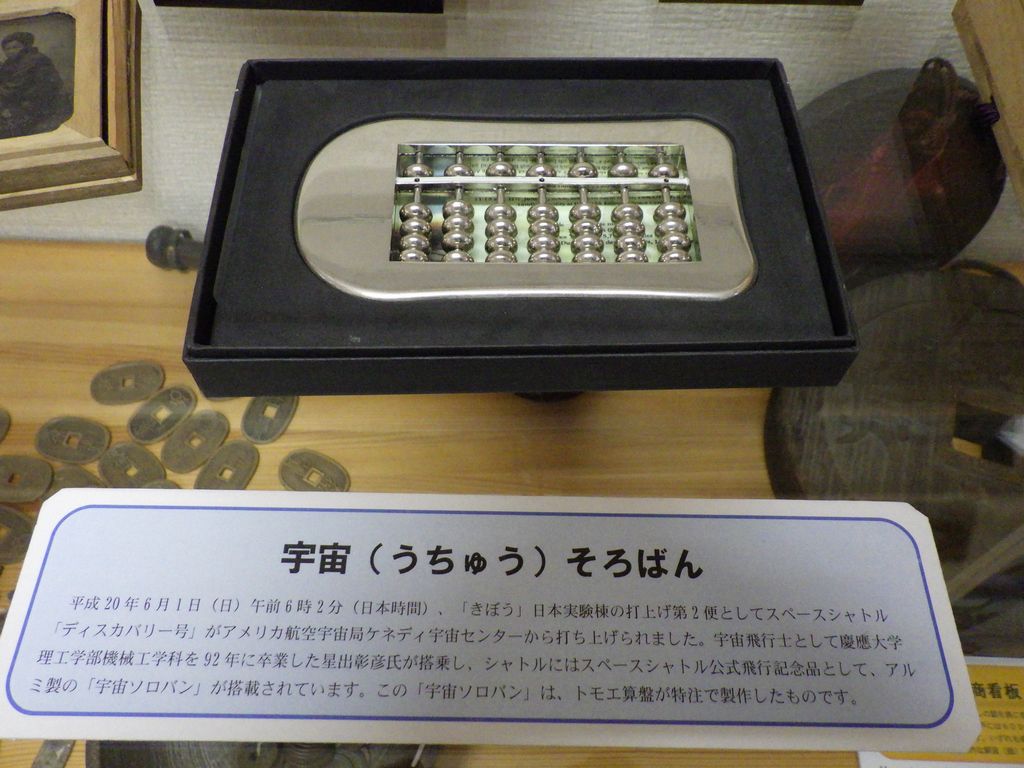 宇宙（うちゅう）そろばん
平成20年6月1日（日）午前6時2分（日本時間）、「きぼう」日本実験棟の打上げ第2便としてスペースシャトル
「ディスカバリー号」がアメリカ航空宇宙局ケネディ宇宙センターから打ち上げられました。宇宙飛行士として慶應大学
理工学部機械工学科を92年に卒業した星出彰彦氏が搭乗し、シャトルにはスペースシャトル公式飛行記念品として、アル
ミ製の「宇宙ソロバン」が搭載されています。この「宇宙ソロバン」は、トモエ算盤が特注で製作したものです。
商看板